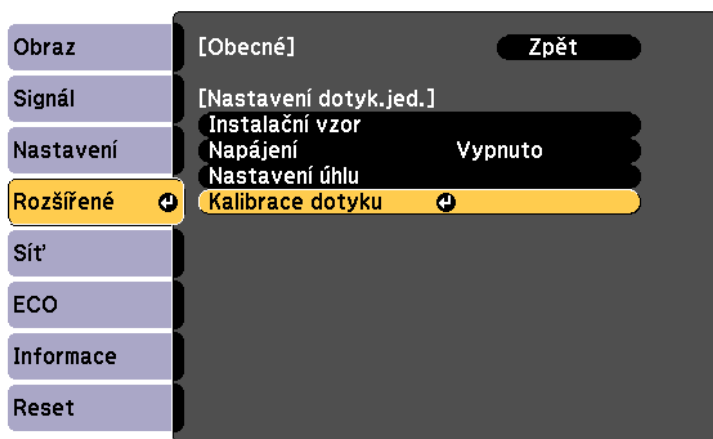 Obraz
Signál
Nastavení
Rozšířené
Síť
ECO
Informace
Reset
[Obecné] Zpět
[Nastavení dotyk.jed.]
Instalační vzor
Napájení Vypnuto
Nastavení úhlu
Kalibrace dotyku